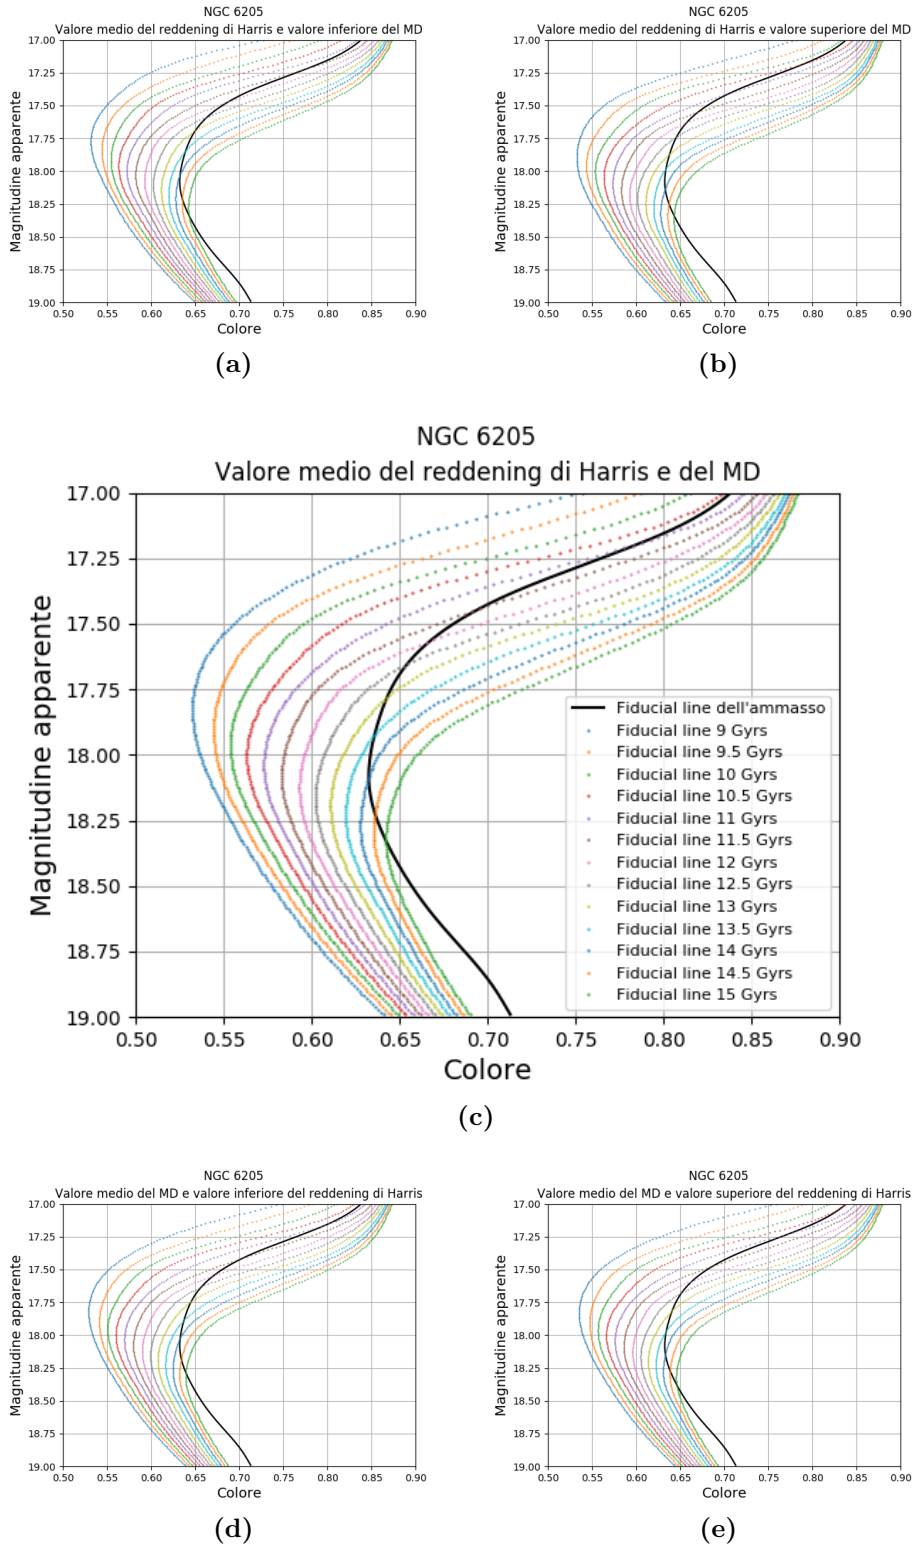 NGC 6205
Valore medio del reddening di Harris e valore inferiore del MD
17.00
17.25
17.50
17.75
18.00
18.25
18.50
18.75
19.00
Magnitudine apparente
0.50 0.55 0.60 0.65 0.70 0.75 0.80 0.85 0.90
Colore
(a)
NGC 6205
Valore medio del reddening di Harris e valore superiore del MD
17.00
17.25
17.50
17.75
18.00
18.25
18.50
18.75
19.00
Magnitudine apparente
0.50 0.55 0.60 0.65 0.70 0.75 0.80 0.85 0.90
Colore
(b)
NGC 6205
Valore medio del reddening di Harris e del MD
17.00
17.25
17.50
17.75
18.00
18.25
18.50
18.75
19.00
Magnitudine apparente
Fiducial line dell'ammasso
Fiducial line 9 Gyrs
Fiducial line 9.5 Gyrs
Fiducial line 10 Gyrs
Fiducial line 10.5 Gyrs
Fiducial line 11 Gyrs
Fiducial line 11.5 Gyrs
Fiducial line 12 Gyrs
Fiducial line 12.5 Gyrs
Fiducial line 13 Gyrs
Fiducial line 13.5 Gyrs
Fiducial line 14 Gyrs
Fiducial line 14.5 Gyrs
Fiducial line 15 Gyrs
0.50 0.55 0.60 0.65 0.70 0.75 0.80 0.85 0.90
Colore
(c)
NGC 6205
Valore medio del MD e valore inferiore del reddening di Harris
17.00
17.25
17.50
17.75
18.00
18.25
18.50
18.75
19.00
Magnitudine apparente
0.50 0.55 0.60 0.65 0.70 0.75 0.80 0.85 0.90
Colore
(d)
NGC 6205
Valore medio del MD e valore superiore del reddening di Harris
17.00
17.25
17.50
17.75
18.00
18.25
18.50
18.75
19.00
Magnitudine apparente
0.50 0.55 0.60 0.65 0.70 0.75 0.80 0.85 0.90
Colore
(e)